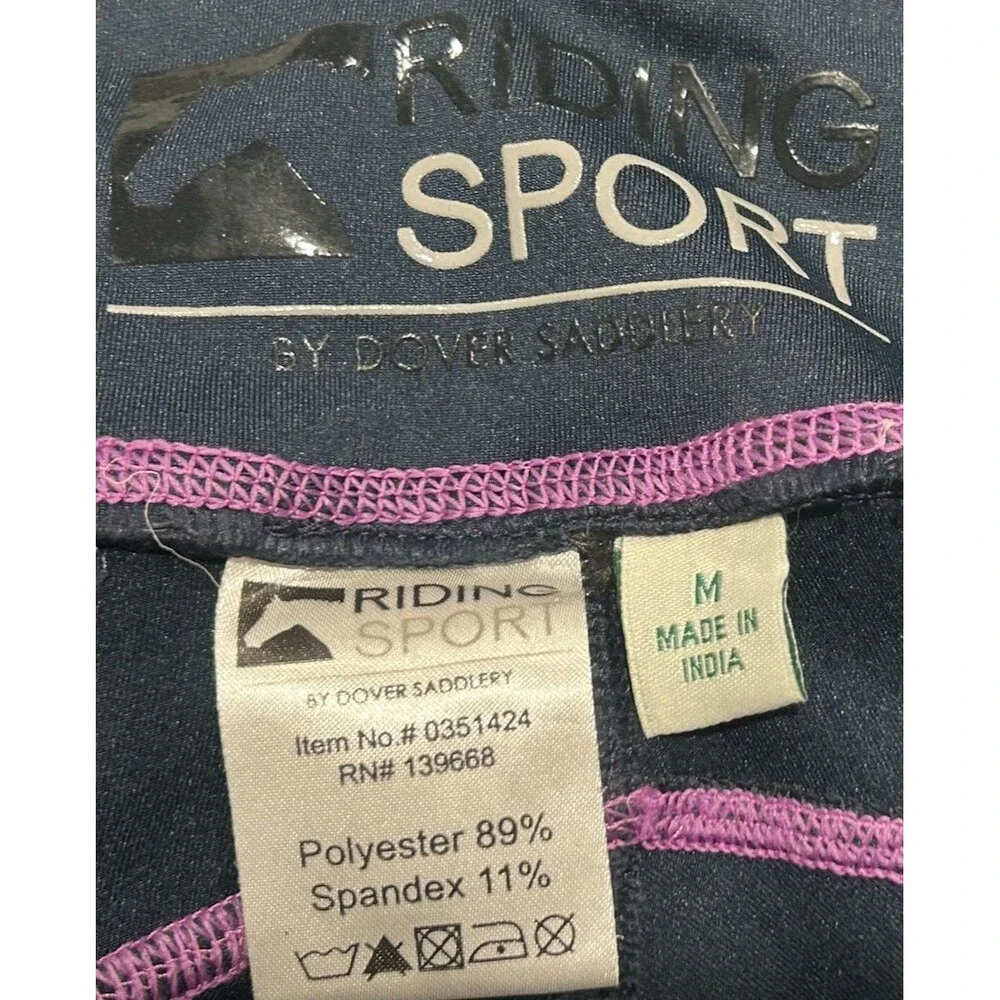 RIDING
SPORT
BY DOVER SADDLERY
RIDING
SPORT
BY DOVER SADDLERY
Item No.# 0351424
RN# 139668
Polyester 89%
Spandex 11%
M
MADE IN
INDIA